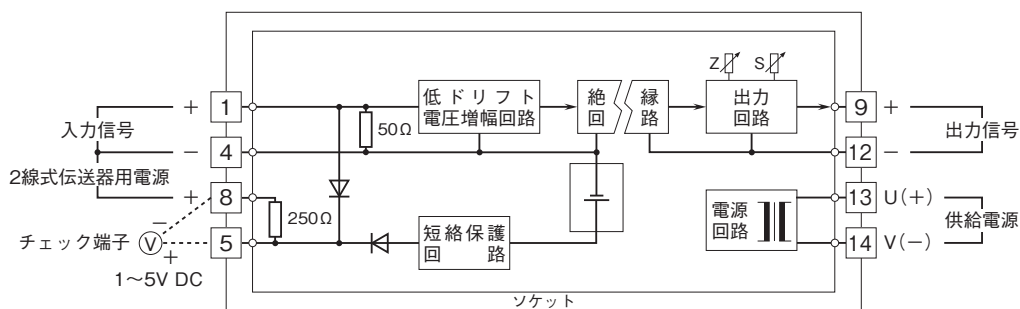 Z S
+ 1 低ドリフト 絶 縁 出力 9 +
電圧増幅回路 回 路 回路
入力信号 50Ω 出力信号
− 4 12 −
2線式伝送器用電源
+ 8 13 U(+)
− 250Ω 電源
回路 供給電源
チェック端子 V 5 短絡保護 14 V(−)
+ 回路
1〜5V DC
ソケット